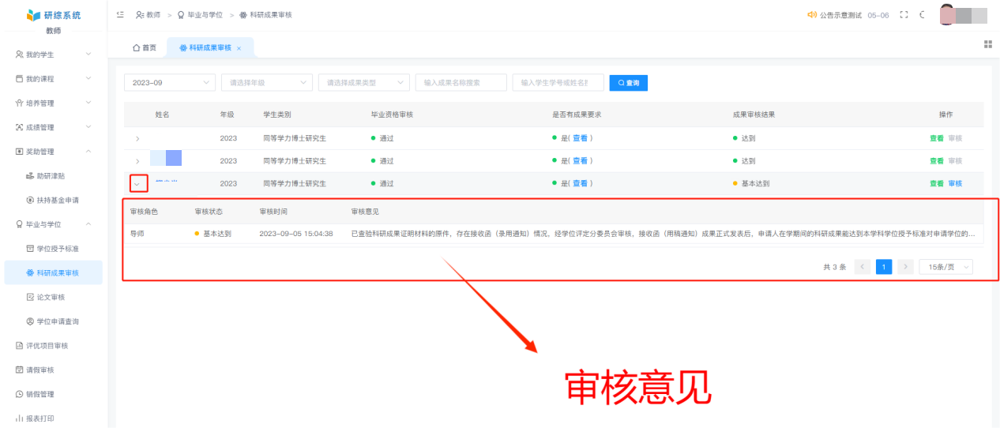 研综系统
教师
我的学生
我的课程
培养管理
成绩管理
奖助管理
助研津贴
扶持基金申请
毕业与学位
学位授予标准
科研成果审核
论文审核
学位申请查询
评优项目审核
请假审核
销假管理
报表打印
教师 > 毕业与学位 > 科研成果审核
公告示意测试 05-06
首页 科研成果审核 ×
2023-09 请选择年级 请选择成果类型 输入成果名称搜索 输入学生学号或姓名 查询
姓名 年级 学生类别 毕业资格审核 是否有成果要求 成果审核结果 操作
2023 同等学力博士研究生 通过 是( 查看 ) 达到 查看 审核
2023 同等学力博士研究生 通过 是( 查看 ) 达到 查看 审核
2023 同等学力博士研究生 通过 是( 查看 ) 基本达到 查看 审核
审核角色 审核状态 审核时间 审核意见
导师 基本达到 2023-09-05 15:04:38 已查验科研成果证明材料的原件，存在接收函（录用通知）情况，经学位评定分委员会审核，接收函（用稿通知）成果正式发表后，申请人在学期间的科研成果能达到本学科学位授予标准对申请学位的...
共 3 条 < 1 > 15条/页
审核意见